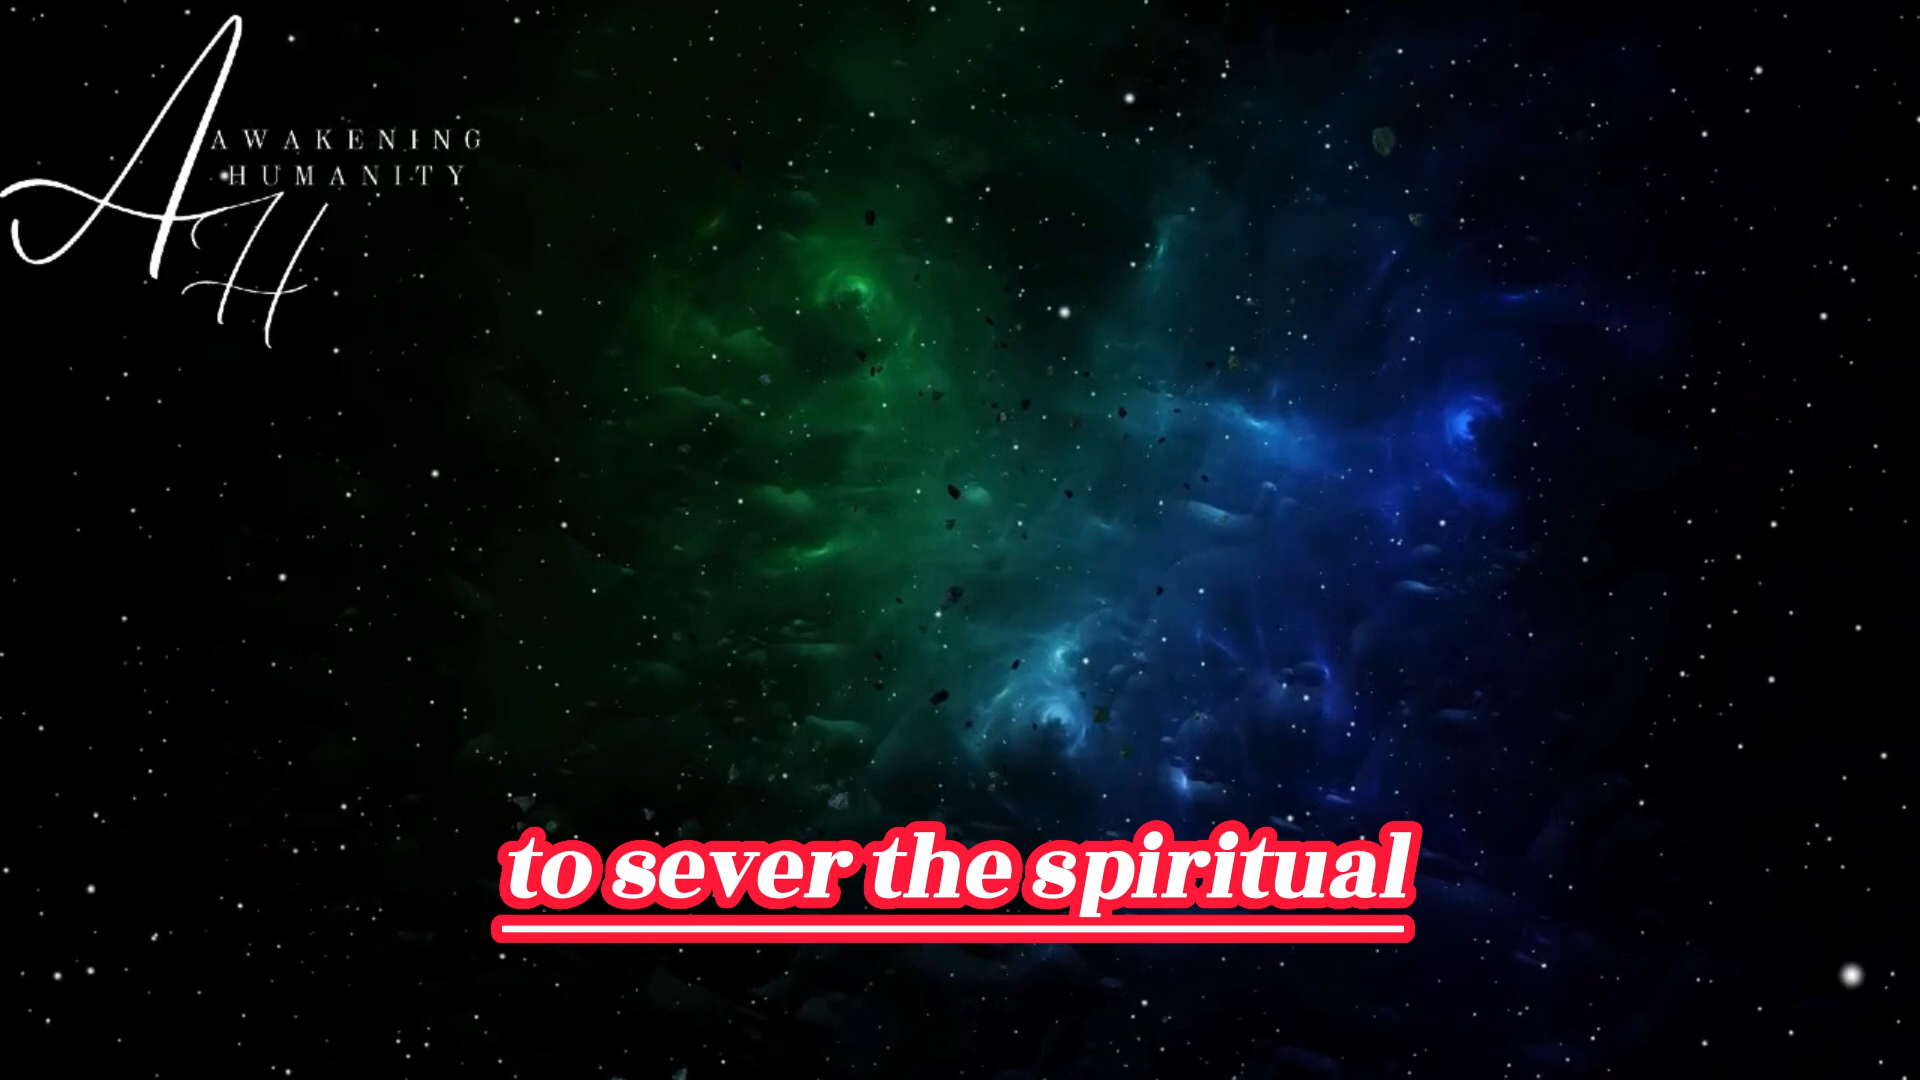 A
AWAKENING
HUMANITY
H
to sever the spiritual